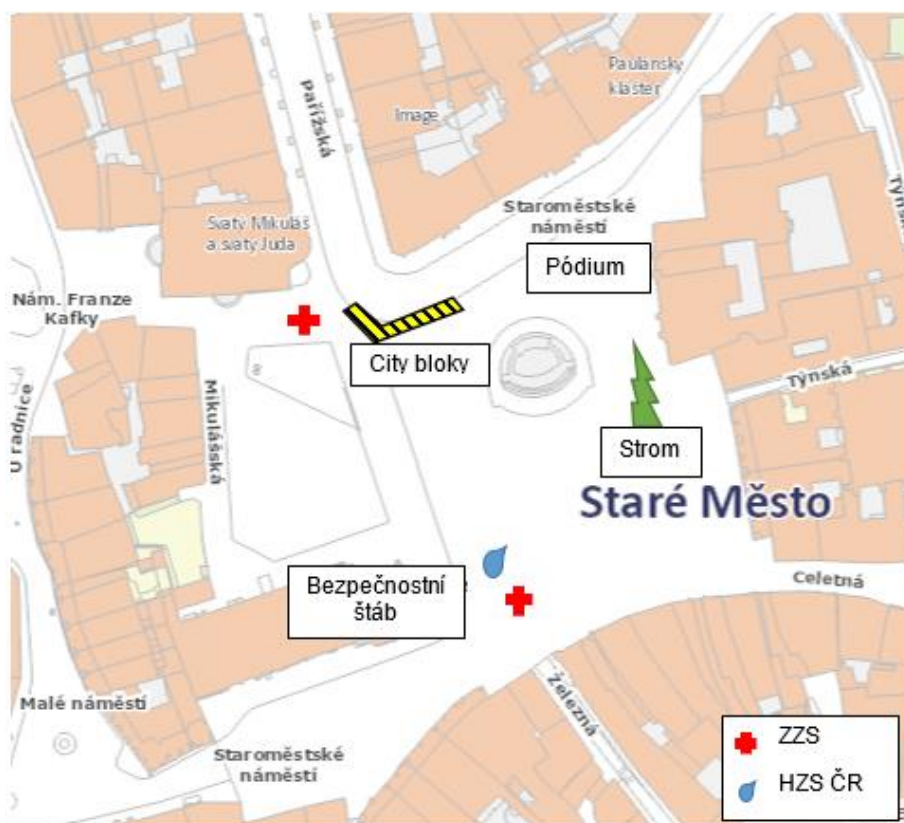 Pařížská
Image
Paulánský
klášter
Týnská
Svatý Mikuláš
a svatý Juda
Staroměstské
náměstí
Pódium
Nám. Franze
Kafky
City bloky
Týnská
U radnice
Mikulášská
Strom
Staré Město
Bezpečnostní
štáb
Celetná
Malé náměstí
Železná
Staroměstské
náměstí
ZZS
HZS ČR